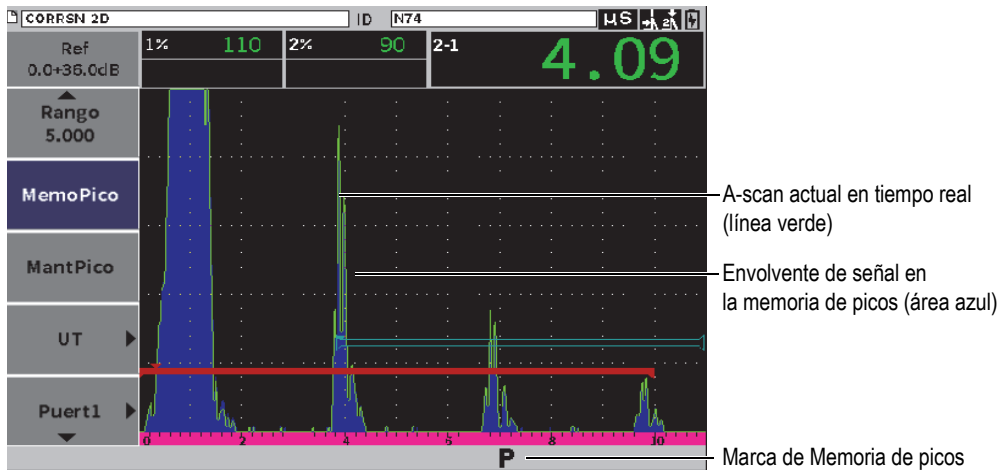 CORRSN 2D ID N74 µS
Ref
0.0+36.0dB
1% 110 2% 90 2-1 4.09
Rango
5.000
MemoPico
MantPico
UT
Puert1
0 2 4 6 8 10
P
A-scan actual en tiempo real
(línea verde)
Envolvente de señal en
la memoria de picos (área azul)
Marca de Memoria de picos